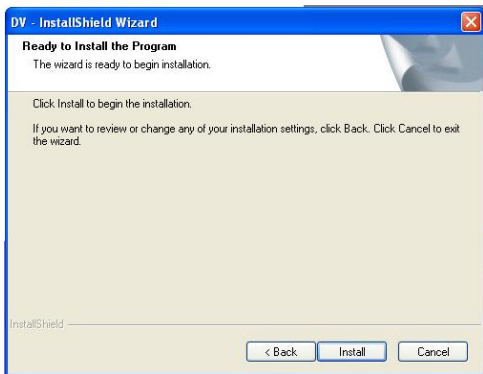 DV - InstallShield Wizard
Ready to Install the Program
The wizard is ready to begin installation.
Click Install to begin the installation.
If you want to review or change any of your installation settings, click Back. Click Cancel to exit
the wizard.
InstallShield
< Back Install Cancel